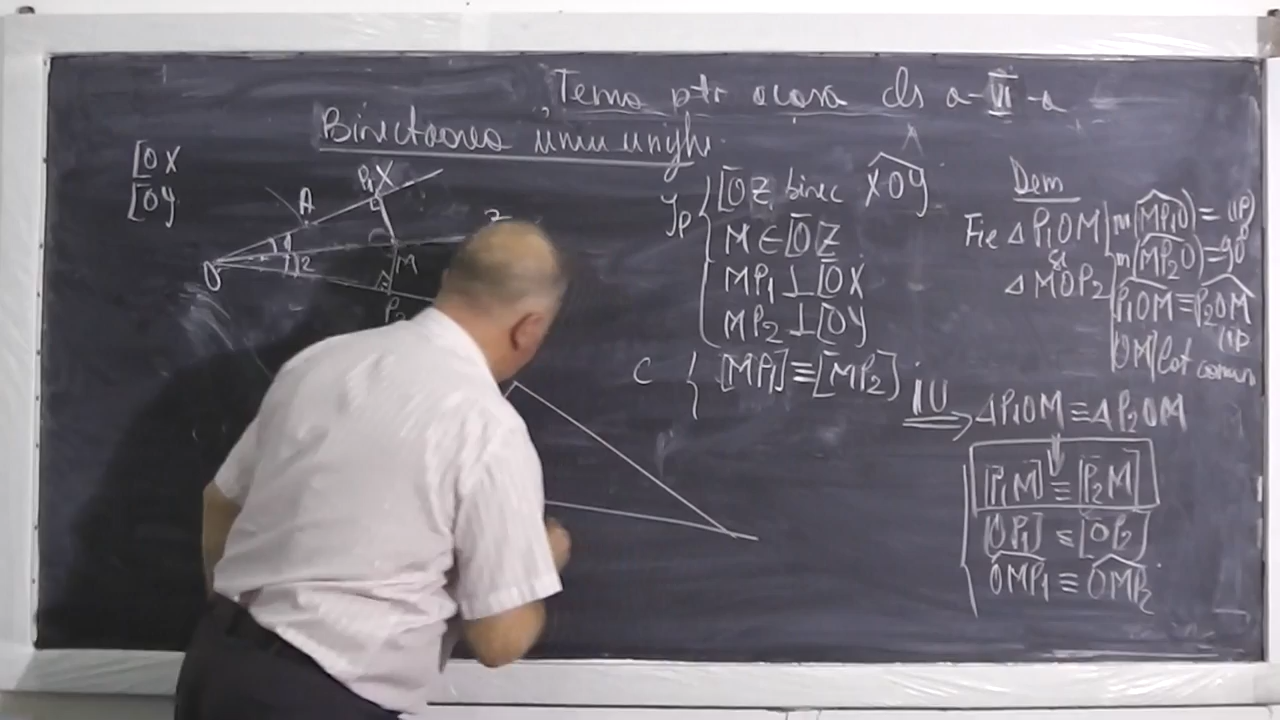 Tema ptr acasa cls a-VI-a
Bisectoarea unui unghi.
[OX
[OY
A
P1
X
Z
O
1
2
M
P2
Ip
[OZ bisec XOY
M ∈ [OZ
MP1 ⊥ [OX
MP2 ⊥ [OY
C
[MP1] ≡ [MP2]
Dem
Fie Δ P1OM
și
Δ MOP2
m(MP1O) = (ip)
m(MP2O) = 90°
P1OM ≡ P2OM
(ip
OM lat comun
IU
⇒ ΔP1OM ≡ ΔP2OM
[P1M] ≡ [P2M]
[OP1] ≡ [OP2]
OMP1 ≡ OMP2